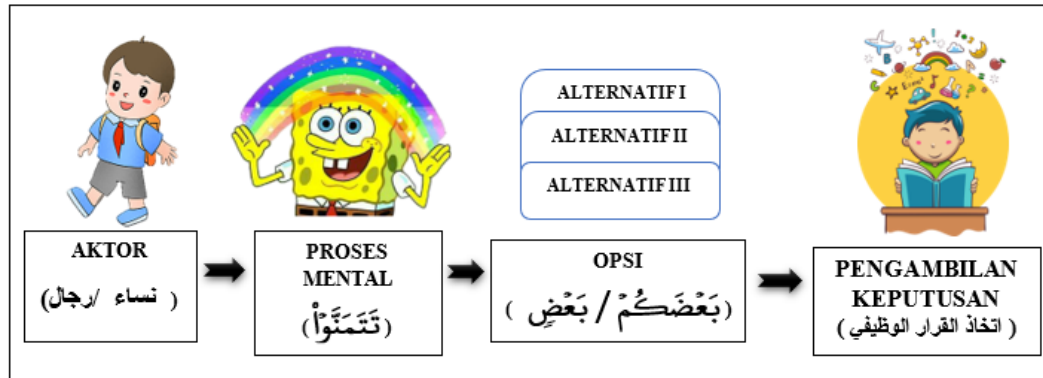 ALTERNATIF I
ALTERNATIF II
ALTERNATIF III
AKTOR
( نساء /رجال)
PROSES
MENTAL
(تَتَمَنَّوۡاْ)
OPSI
(بَعۡضَكُمۡ / بَعۡضٖ )
PENGAMBILAN
KEPUTUSAN
( اتخاذ القرار الوظيفي )